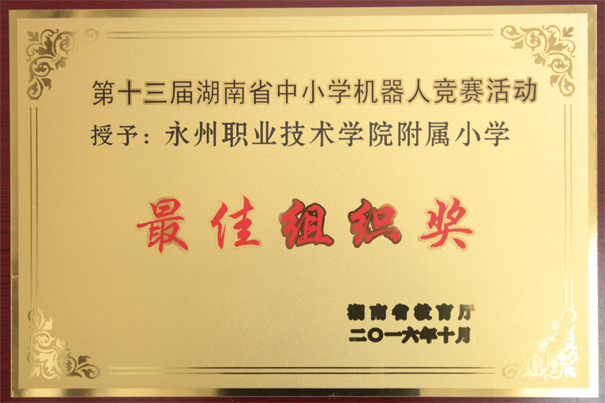 第十三届湖南省中小学机器人竞赛活动
授予：永州职业技术学院附属小学
最佳组织奖
湖南省教育厅
二〇一六年十月